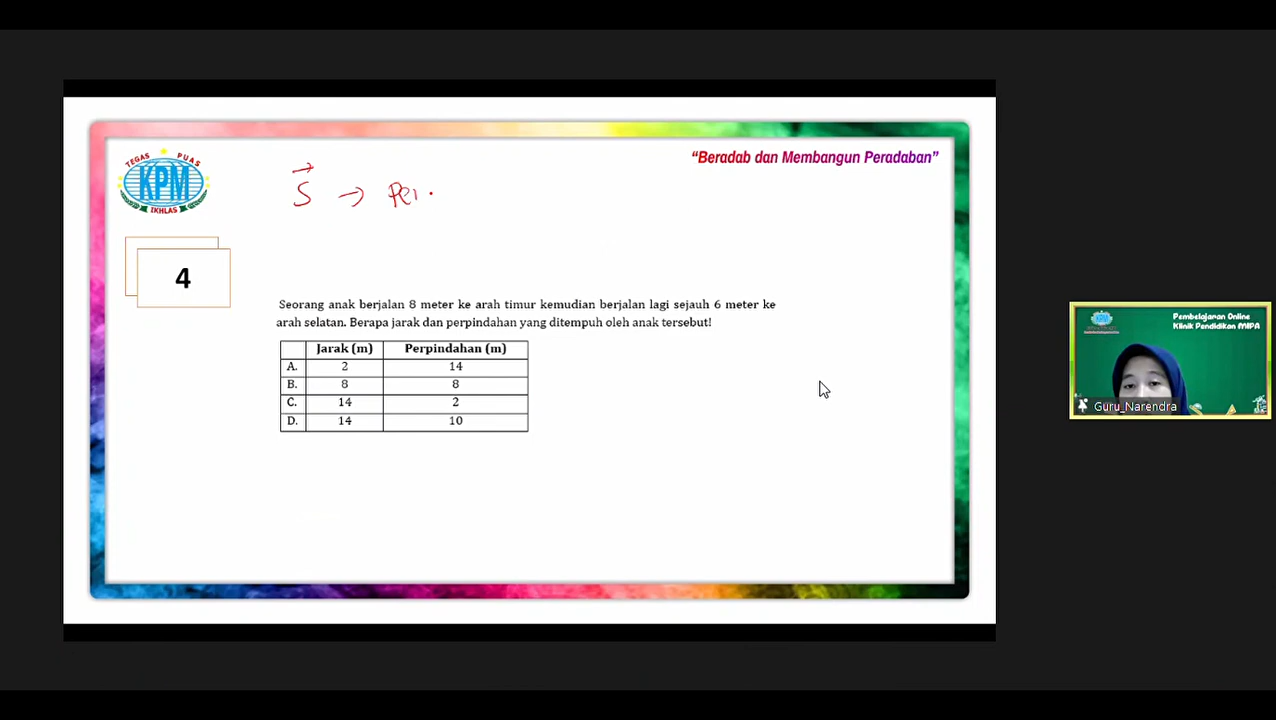 TEGAS PUAS
KPM
IKHLAS
“Beradab dan Membangun Peradaban”
S → Per
4
Seorang anak berjalan 8 meter ke arah timur kemudian berjalan lagi sejauh 6 meter ke
arah selatan. Berapa jarak dan perpindahan yang ditempuh oleh anak tersebut!
Jarak (m) Perpindahan (m)
A. 2 14
B. 8 8
C. 14 2
D. 14 10
Pembelajaran Online
Klinik Pendidikan MIPA
KPM
Guru_Narendra